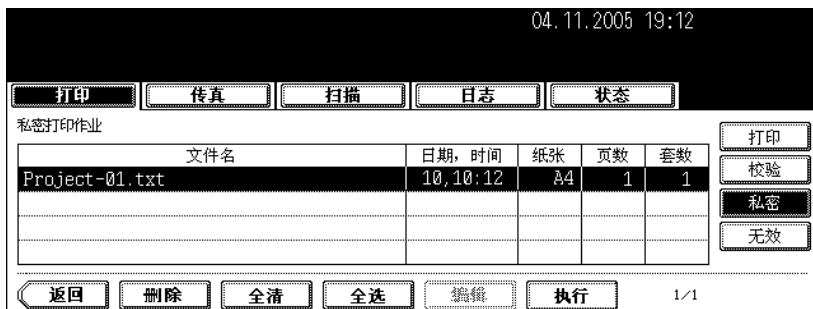 04.11.2005 19:12
打印 传真 扫描 日志 状态
私密打印作业
打印
文件名 日期，时间 纸张 页数 套数
校验
Project-01.txt 10,10:12 A4 1 1
私密
无效
返回 删除 全清 全选 编辑 执行 1/1